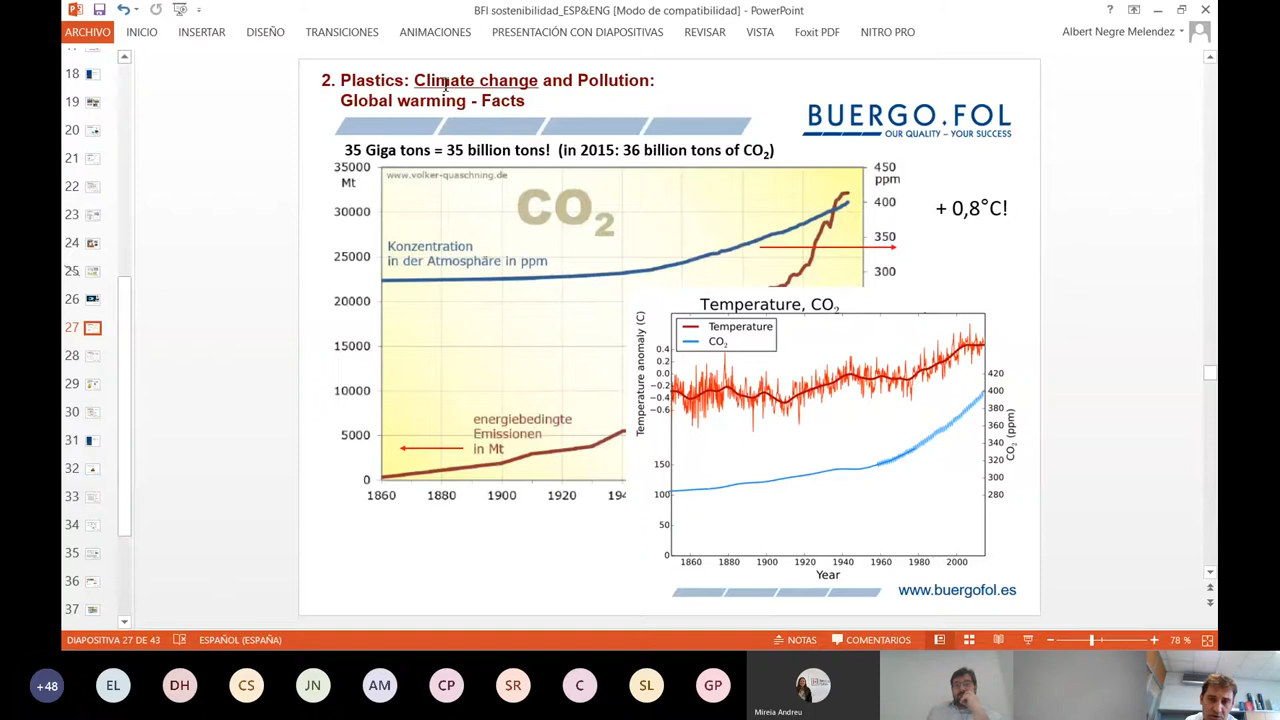 BFI sostenibilidad_ESP&ENG [Modo de compatibilidad] - PowerPoint
ARCHIVO INICIO INSERTAR DISEÑO TRANSICIONES ANIMACIONES PRESENTACIÓN CON DIAPOSITIVAS REVISAR VISTA Foxit PDF NITRO PRO Albert Negre Melendez
18
19
20
21
22
23
24
25
26
27
28
29
30
31
32
33
34
35
36
37
2. Plastics: Climate change and Pollution:
Global warming - Facts
BUERGO.FOL
OUR QUALITY – YOUR SUCCESS
35 Giga tons = 35 billion tons! (in 2015: 36 billion tons of CO₂)
35000
Mt
30000
25000
20000
15000
10000
5000
0
www.volker-quaschning.de
CO₂
Konzentration
in der Atmosphäre in ppm
energiebedingte
Emissionen
in Mt
1860 1880 1900 1920
450
ppm
400
350
300
+ 0,8°C!
Temperature, CO₂
Temperature
CO₂
Temperature anomaly (C)
0.4
0.2
0.0
−0.2
−0.4
−0.6
150
100
50
0
420
400
380
360
340
320
300
280
CO₂ (ppm)
1860 1880 1900 1920 1940 1960 1980 2000
Year
www.buergofol.es
DIAPOSITIVA 27 DE 43 ESPAÑOL (ESPAÑA) NOTAS COMENTARIOS 78 %
+48 EL DH CS JN AM CP SR C SL GP
Mireia Andreu